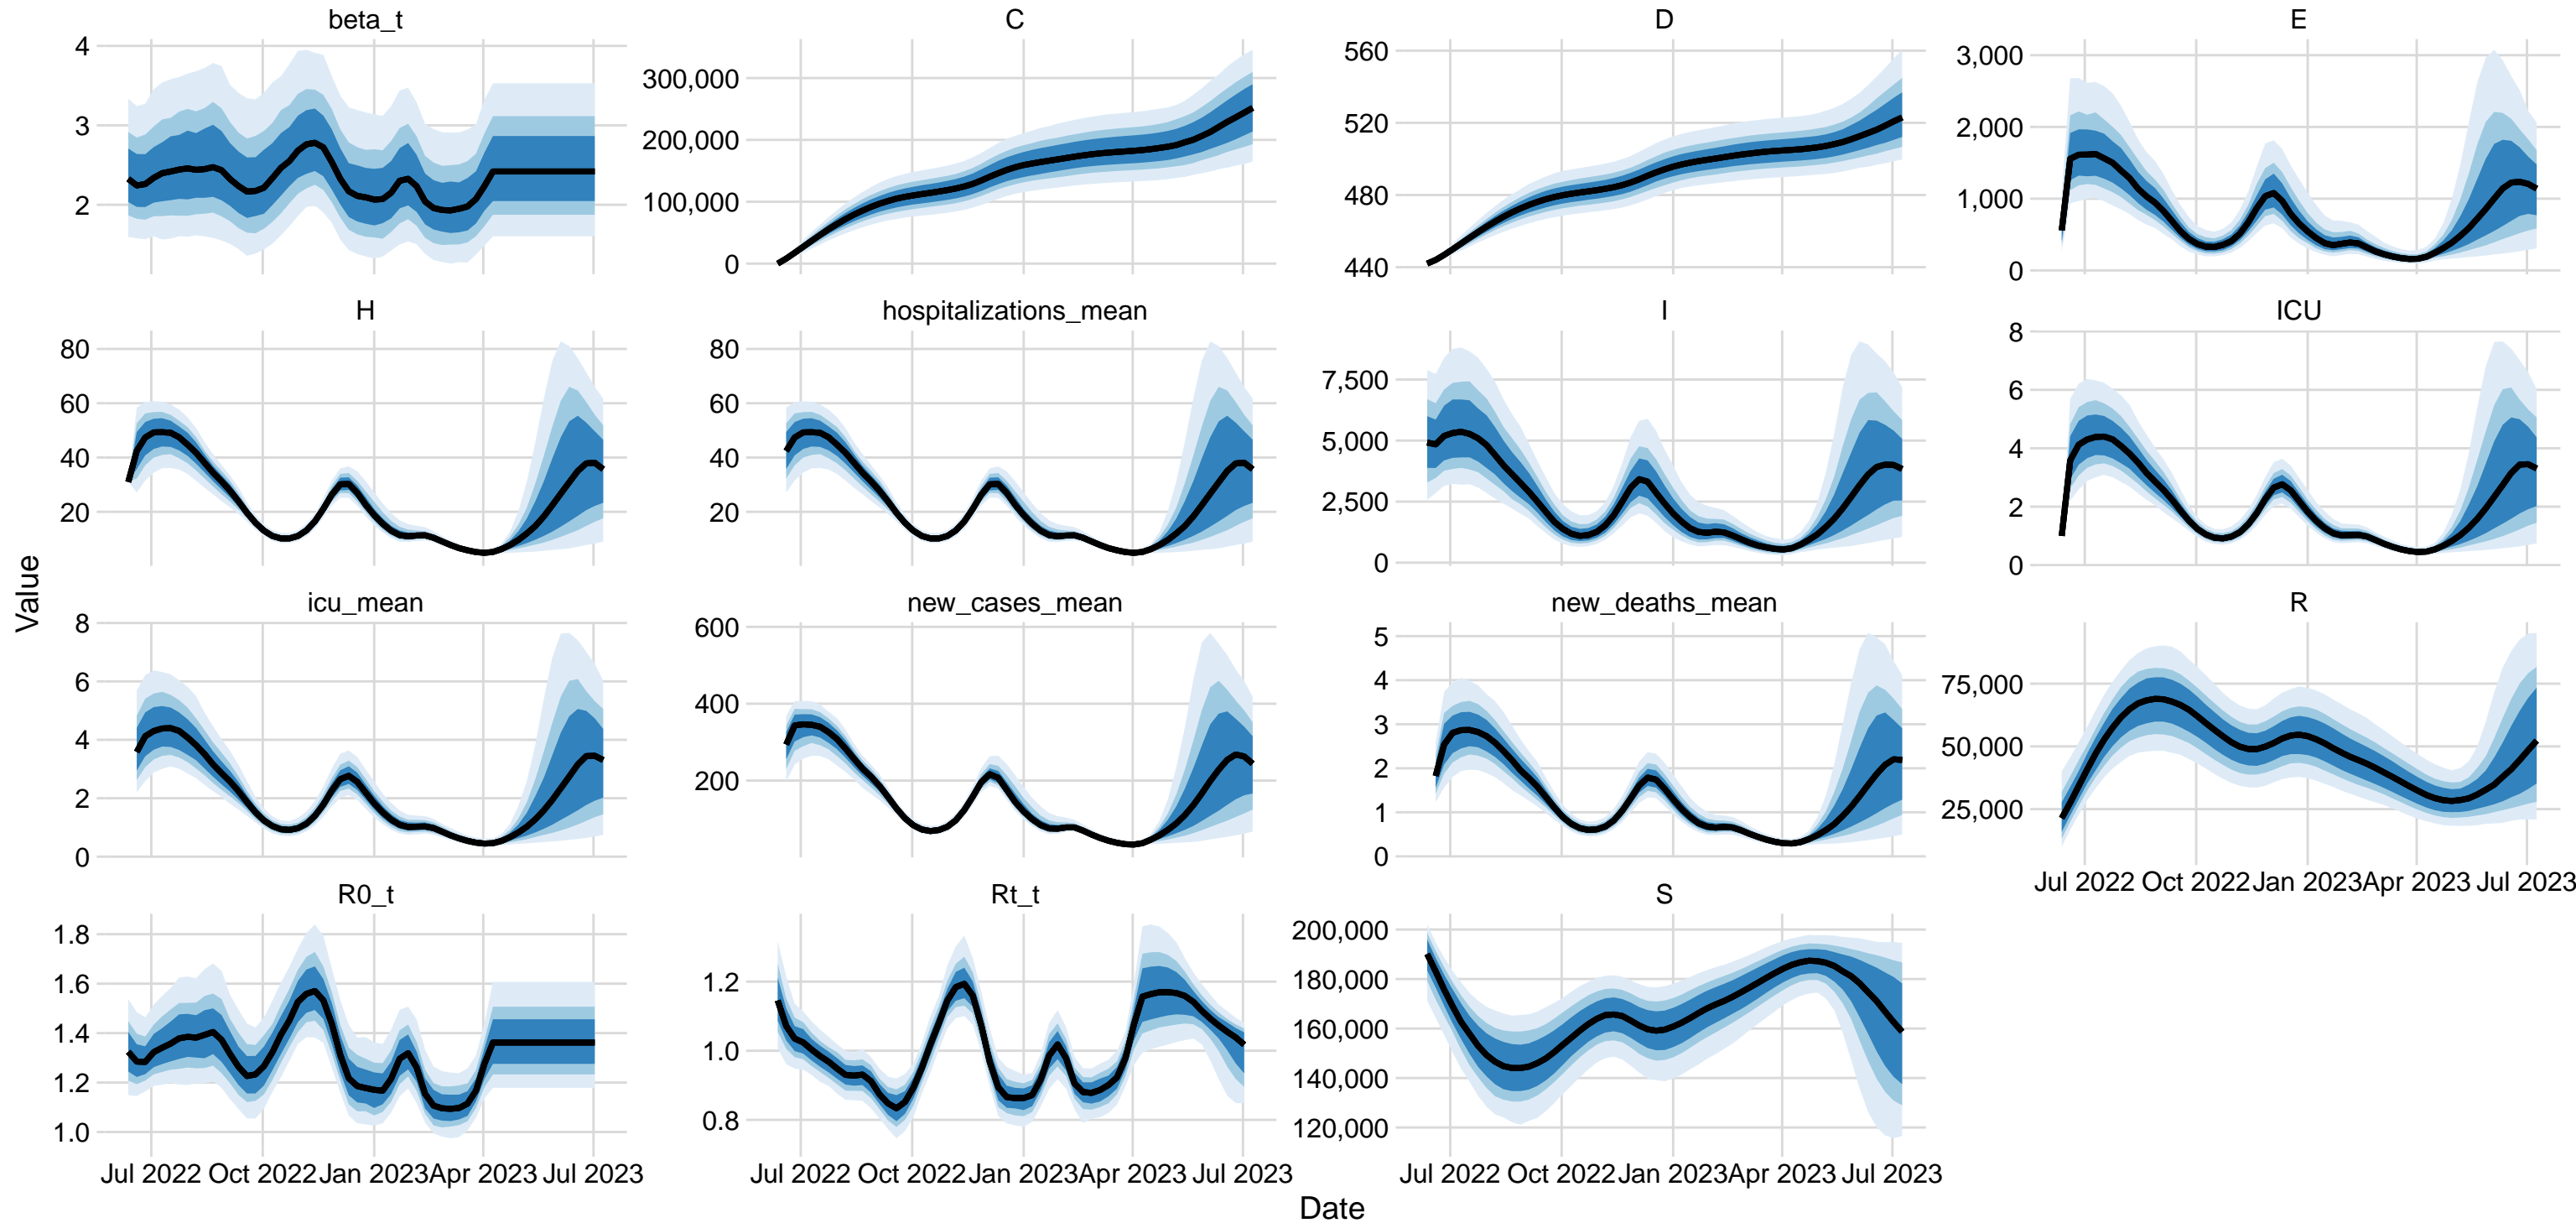 beta_t
4
3
2
C
300,000
200,000
100,000
0
D
560
520
480
440
E
3,000
2,000
1,000
0
H
80
60
40
20
hospitalizations_mean
80
60
40
20
I
7,500
5,000
2,500
0
ICU
8
6
4
2
0
Value
icu_mean
8
6
4
2
0
new_cases_mean
600
400
200
new_deaths_mean
5
4
3
2
1
0
R
75,000
50,000
25,000
Jul 2022 Oct 2022 Jan 2023 Apr 2023 Jul 2023
R0_t
1.8
1.6
1.4
1.2
1.0
Jul 2022 Oct 2022 Jan 2023 Apr 2023 Jul 2023
Rt_t
1.2
1.0
0.8
Jul 2022 Oct 2022 Jan 2023 Apr 2023 Jul 2023
S
200,000
180,000
160,000
140,000
120,000
Jul 2022 Oct 2022 Jan 2023 Apr 2023 Jul 2023
Date